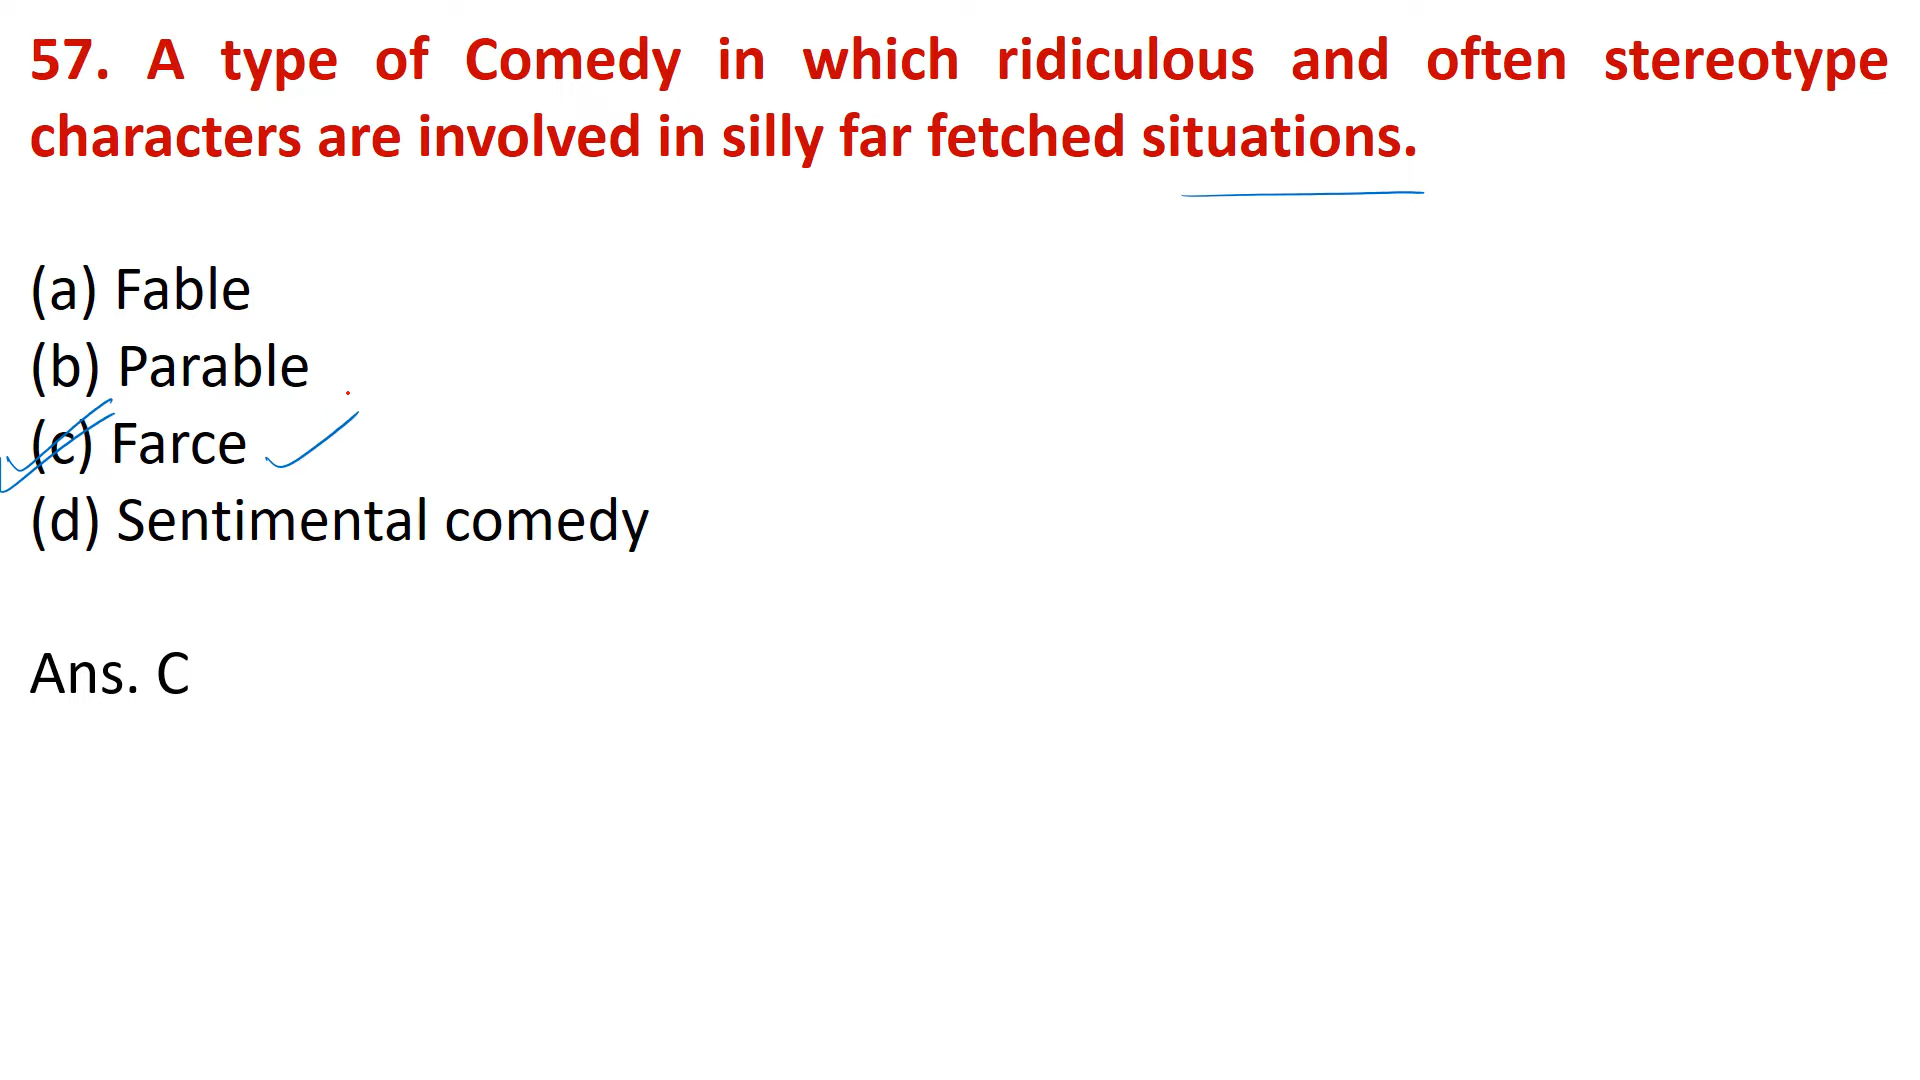 57. A type of Comedy in which ridiculous and often stereotype
characters are involved in silly far fetched situations.
(a) Fable
(b) Parable
(c) Farce
(d) Sentimental comedy
Ans. C